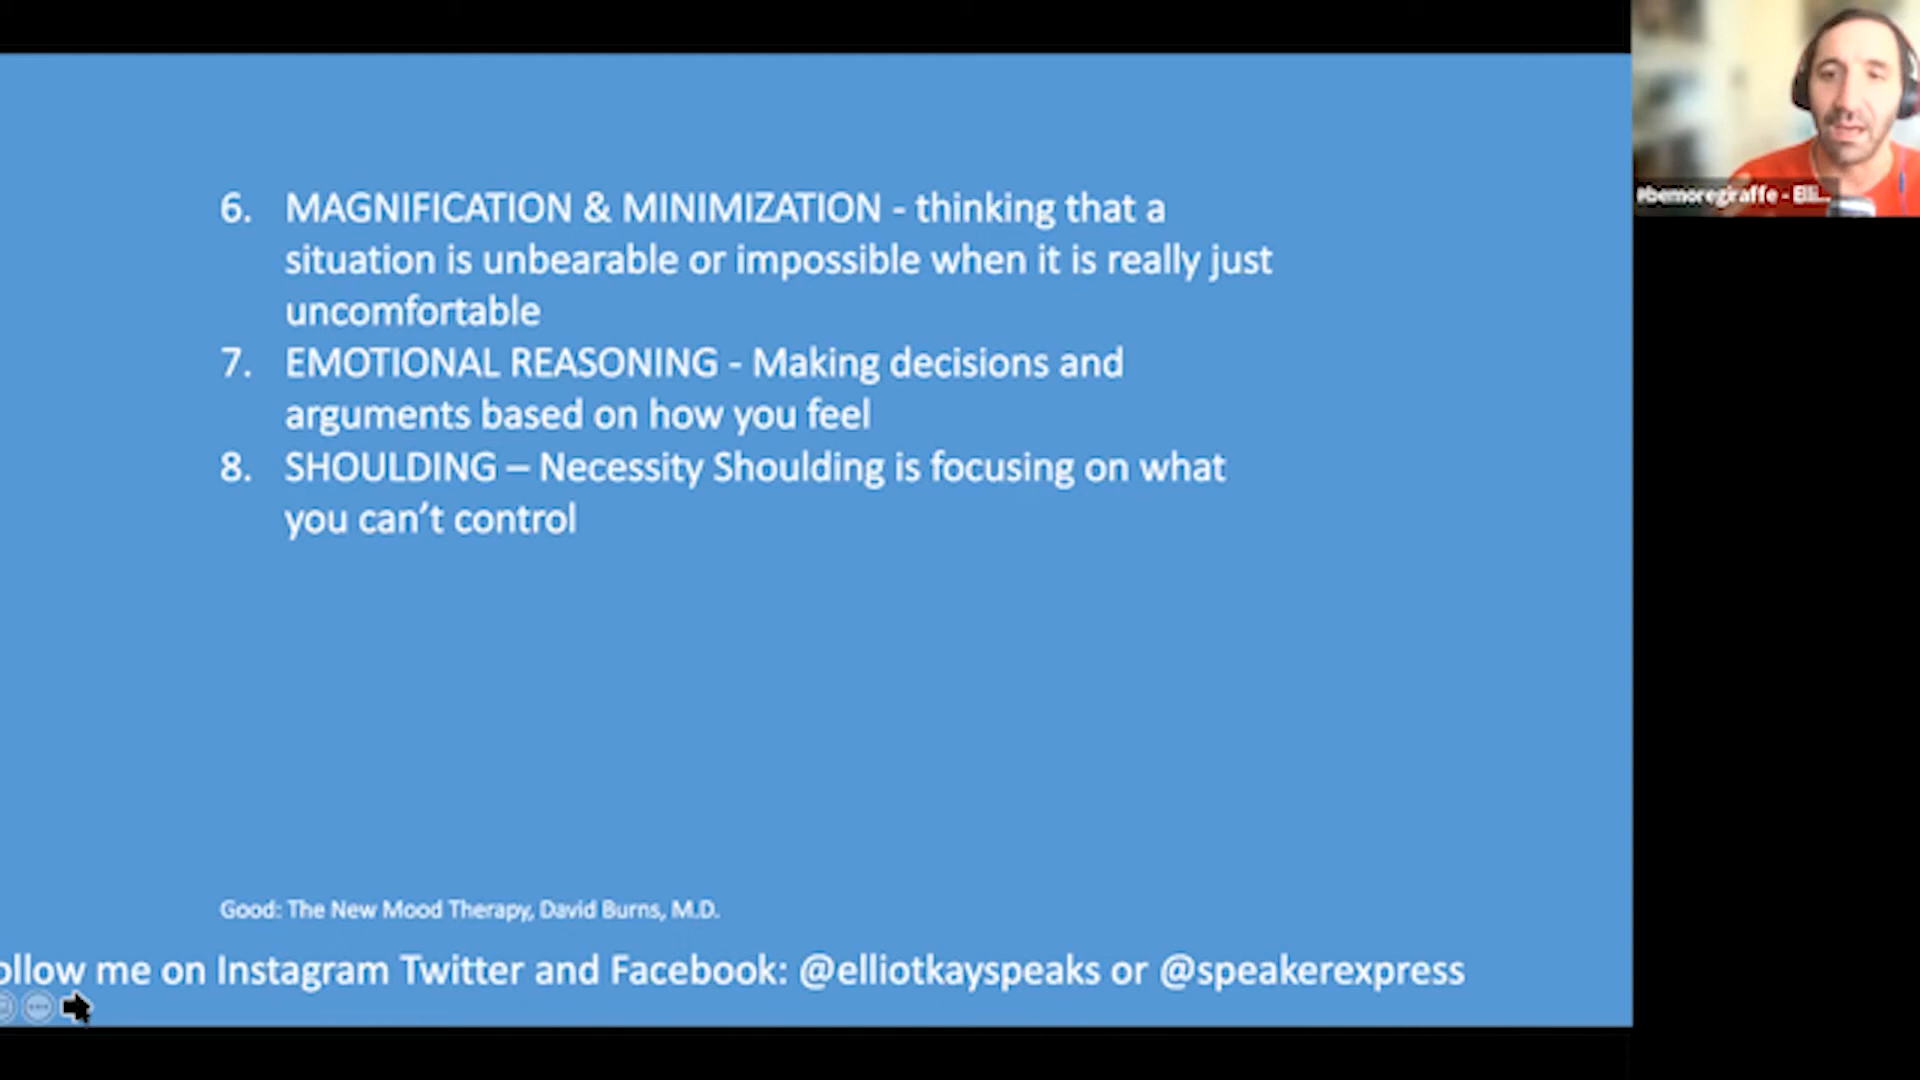 6. MAGNIFICATION & MINIMIZATION - thinking that a
situation is unbearable or impossible when it is really just
uncomfortable
7. EMOTIONAL REASONING - Making decisions and
arguments based on how you feel
8. SHOULDING – Necessity Shoulding is focusing on what
you can’t control
Good: The New Mood Therapy, David Burns, M.D.
ollow me on Instagram Twitter and Facebook: @elliotkayspeaks or @speakerexpress
#bemoregiraffe - Elli...